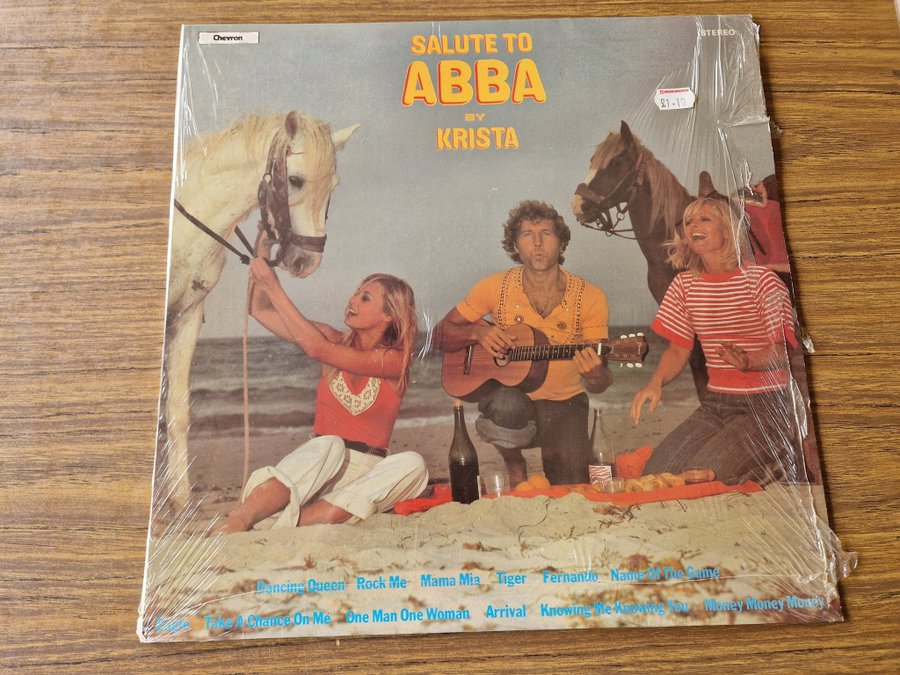 Chevron
STEREO
SALUTE TO
ABBA
BY
KRISTA
WOOLWORTH
£1.10
Dancing Queen Rock Me Mama Mia Tiger Fernando Name Of The Game
Eagle Take A Chance On Me One Man One Woman Arrival Knowing Me Knowing You Money Money Money